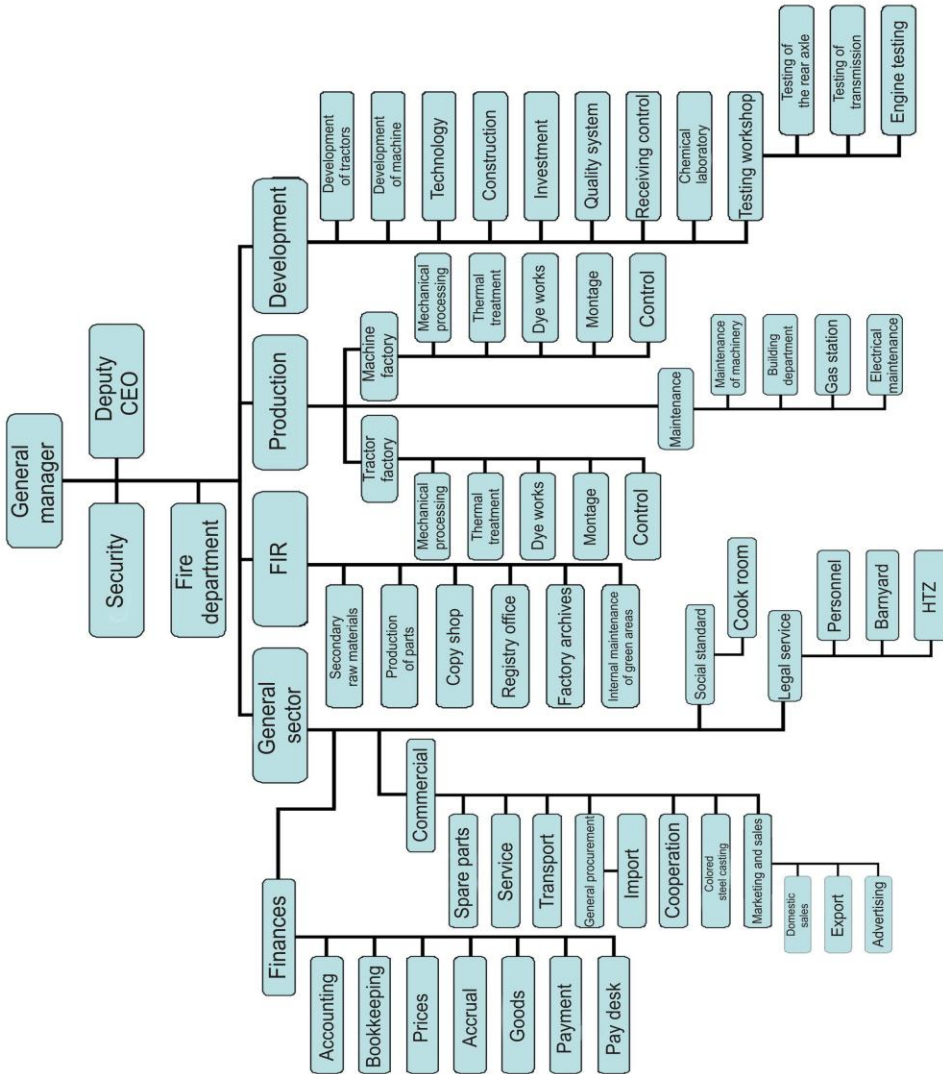 General
manager
Security
Deputy
CEO
Fire
department
General
sector
FIR
Production
Development
Finances
Accounting
Bookkeeping
Prices
Accrual
Goods
Payment
Pay desk
Commercial
Spare parts
Service
Transport
General procurement
Import
Cooperation
Colored
steel casting
Marketing and sales
Domestic
sales
Export
Advertising
Social standard
Cook room
Legal service
Personnel
Barnyard
HTZ
Secondary
raw materials
Production
of parts
Copy shop
Registry office
Factory archives
Internal maintenance
of green areas
Tractor
factory
Mechanical
processing
Thermal
treatment
Dye works
Montage
Control
Maintenance
Maintenance
of machinery
Building
department
Gas station
Electrical
maintenance
Machine
factory
Mechanical
processing
Thermal
treatment
Dye works
Montage
Control
Development
of tractors
Development
of machine
Technology
Construction
Investment
Quality system
Receiving control
Chemical
laboratory
Testing workshop
Testing of
the rear axle
Testing of
transmission
Engine testing